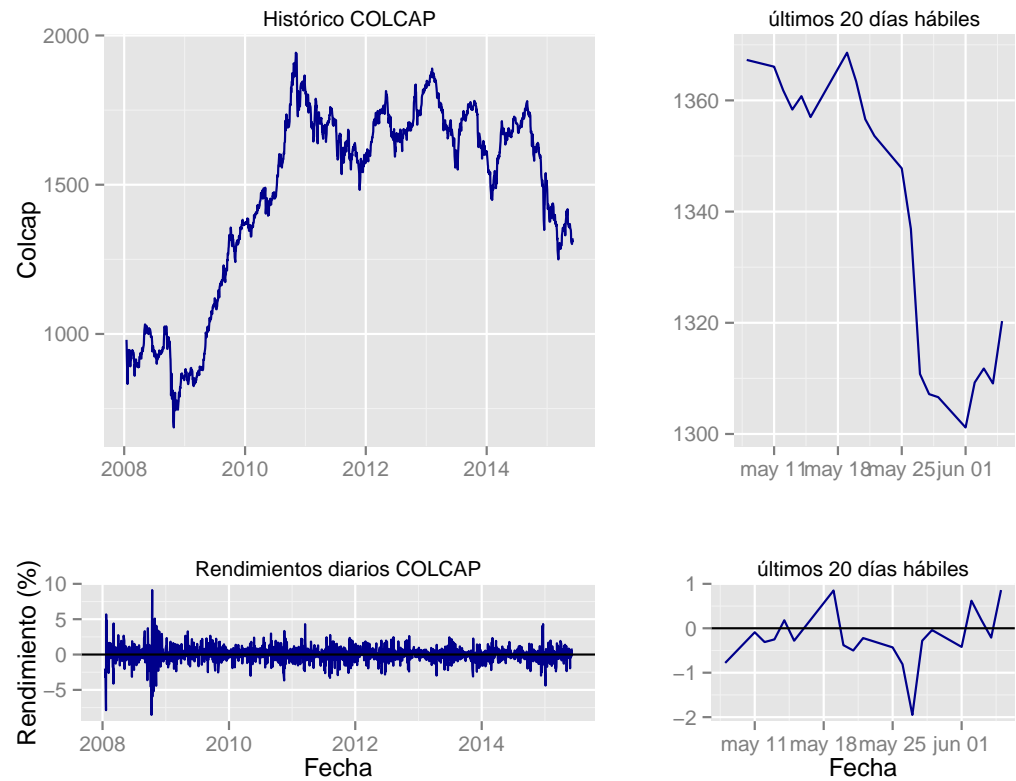 Histórico COLCAP
Colcap
2000
1500
1000
2008 2010 2012 2014
últimos 20 días hábiles
1360
1340
1320
1300
may 11 may 18 may 25 jun 01
Rendimientos diarios COLCAP
Rendimiento (%)
10
5
0
−5
2008 2010 2012 2014
Fecha
últimos 20 días hábiles
1
0
−1
−2
may 11 may 18 may 25 jun 01
Fecha